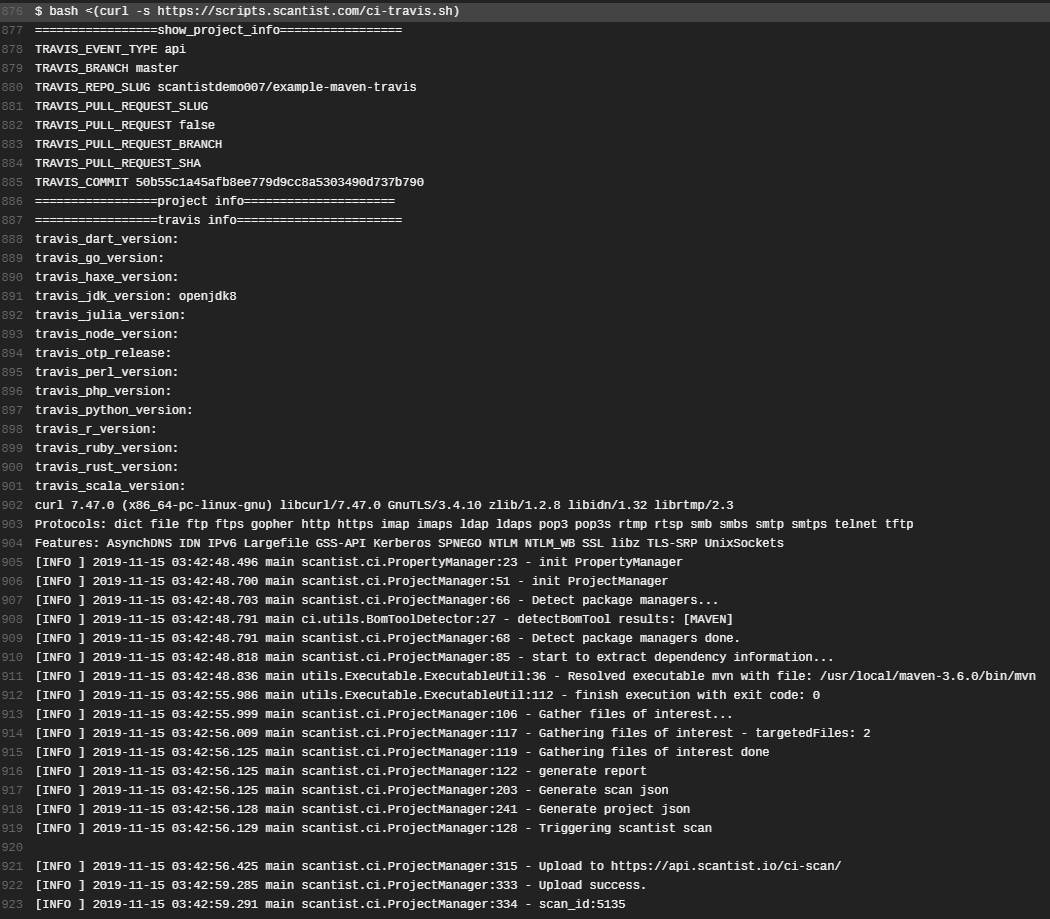 876 $ bash <(curl -s https://scripts.scantist.com/ci-travis.sh)
877 =================show_project_info=================
878 TRAVIS_EVENT_TYPE api
879 TRAVIS_BRANCH master
880 TRAVIS_REPO_SLUG scantistdemo007/example-maven-travis
881 TRAVIS_PULL_REQUEST_SLUG
882 TRAVIS_PULL_REQUEST false
883 TRAVIS_PULL_REQUEST_BRANCH
884 TRAVIS_PULL_REQUEST_SHA
885 TRAVIS_COMMIT 50b55c1a45afb8ee779d9cc8a5303490d737b790
886 =================project info=====================
887 =================travis info=======================
888 travis_dart_version:
889 travis_go_version:
890 travis_haxe_version:
891 travis_jdk_version: openjdk8
892 travis_julia_version:
893 travis_node_version:
894 travis_otp_release:
895 travis_perl_version:
896 travis_php_version:
897 travis_python_version:
898 travis_r_version:
899 travis_ruby_version:
900 travis_rust_version:
901 travis_scala_version:
902 curl 7.47.0 (x86_64-pc-linux-gnu) libcurl/7.47.0 GnuTLS/3.4.10 zlib/1.2.8 libidn/1.32 librtmp/2.3
903 Protocols: dict file ftp ftps gopher http https imap imaps ldap ldaps pop3 pop3s rtmp rtsp smb smbs smtp smtps telnet tftp
904 Features: AsynchDNS IDN IPv6 Largefile GSS-API Kerberos SPNEGO NTLM NTLM_WB SSL libz TLS-SRP UnixSockets
905 [INFO ] 2019-11-15 03:42:48.496 main scantist.ci.PropertyManager:23 - init PropertyManager
906 [INFO ] 2019-11-15 03:42:48.700 main scantist.ci.ProjectManager:51 - init ProjectManager
907 [INFO ] 2019-11-15 03:42:48.703 main scantist.ci.ProjectManager:66 - Detect package managers...
908 [INFO ] 2019-11-15 03:42:48.791 main ci.utils.BomToolDetector:27 - detectBomTool results: [MAVEN]
909 [INFO ] 2019-11-15 03:42:48.791 main scantist.ci.ProjectManager:68 - Detect package managers done.
910 [INFO ] 2019-11-15 03:42:48.818 main scantist.ci.ProjectManager:85 - start to extract dependency information...
911 [INFO ] 2019-11-15 03:42:48.836 main utils.Executable.ExecutableUtil:36 - Resolved executable mvn with file: /usr/local/maven-3.6.0/bin/mvn
912 [INFO ] 2019-11-15 03:42:55.986 main utils.Executable.ExecutableUtil:112 - finish execution with exit code: 0
913 [INFO ] 2019-11-15 03:42:55.999 main scantist.ci.ProjectManager:106 - Gather files of interest...
914 [INFO ] 2019-11-15 03:42:56.009 main scantist.ci.ProjectManager:117 - Gathering files of interest - targetedFiles: 2
915 [INFO ] 2019-11-15 03:42:56.125 main scantist.ci.ProjectManager:119 - Gathering files of interest done
916 [INFO ] 2019-11-15 03:42:56.125 main scantist.ci.ProjectManager:122 - generate report
917 [INFO ] 2019-11-15 03:42:56.125 main scantist.ci.ProjectManager:203 - Generate scan json
918 [INFO ] 2019-11-15 03:42:56.128 main scantist.ci.ProjectManager:241 - Generate project json
919 [INFO ] 2019-11-15 03:42:56.129 main scantist.ci.ProjectManager:128 - Triggering scantist scan
920
921 [INFO ] 2019-11-15 03:42:56.425 main scantist.ci.ProjectManager:315 - Upload to https://api.scantist.io/ci-scan/
922 [INFO ] 2019-11-15 03:42:59.285 main scantist.ci.ProjectManager:333 - Upload success.
923 [INFO ] 2019-11-15 03:42:59.291 main scantist.ci.ProjectManager:334 - scan_id:5135